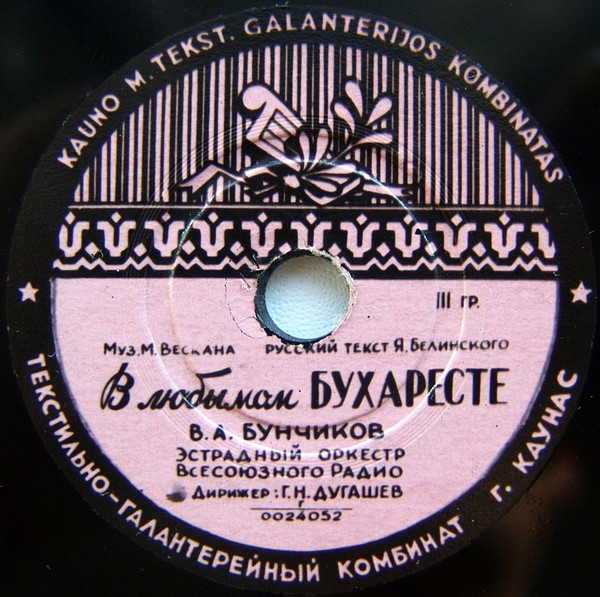 KAUNO M. TEKST. GALANTERIJOS KOMBINATAS
III ГР.
МУЗ. М. ВЕСКАНА РУССКИЙ ТЕКСТ Я. БЕЛИНСКОГО
В любымом БУХАРЕСТЕ
В. А. БУНЧИКОВ
ЭСТРАДНЫЙ ОРКЕСТР
ВСЕСОЮЗНОГО РАДИО
ДИРИЖЕР: Г. Н. ДУГАШЕВ
Г
0024052
ТЕКСТИЛЬНО-ГАЛАНТЕРЕЙНЫЙ КОМБИНАТ г. КАУНАС